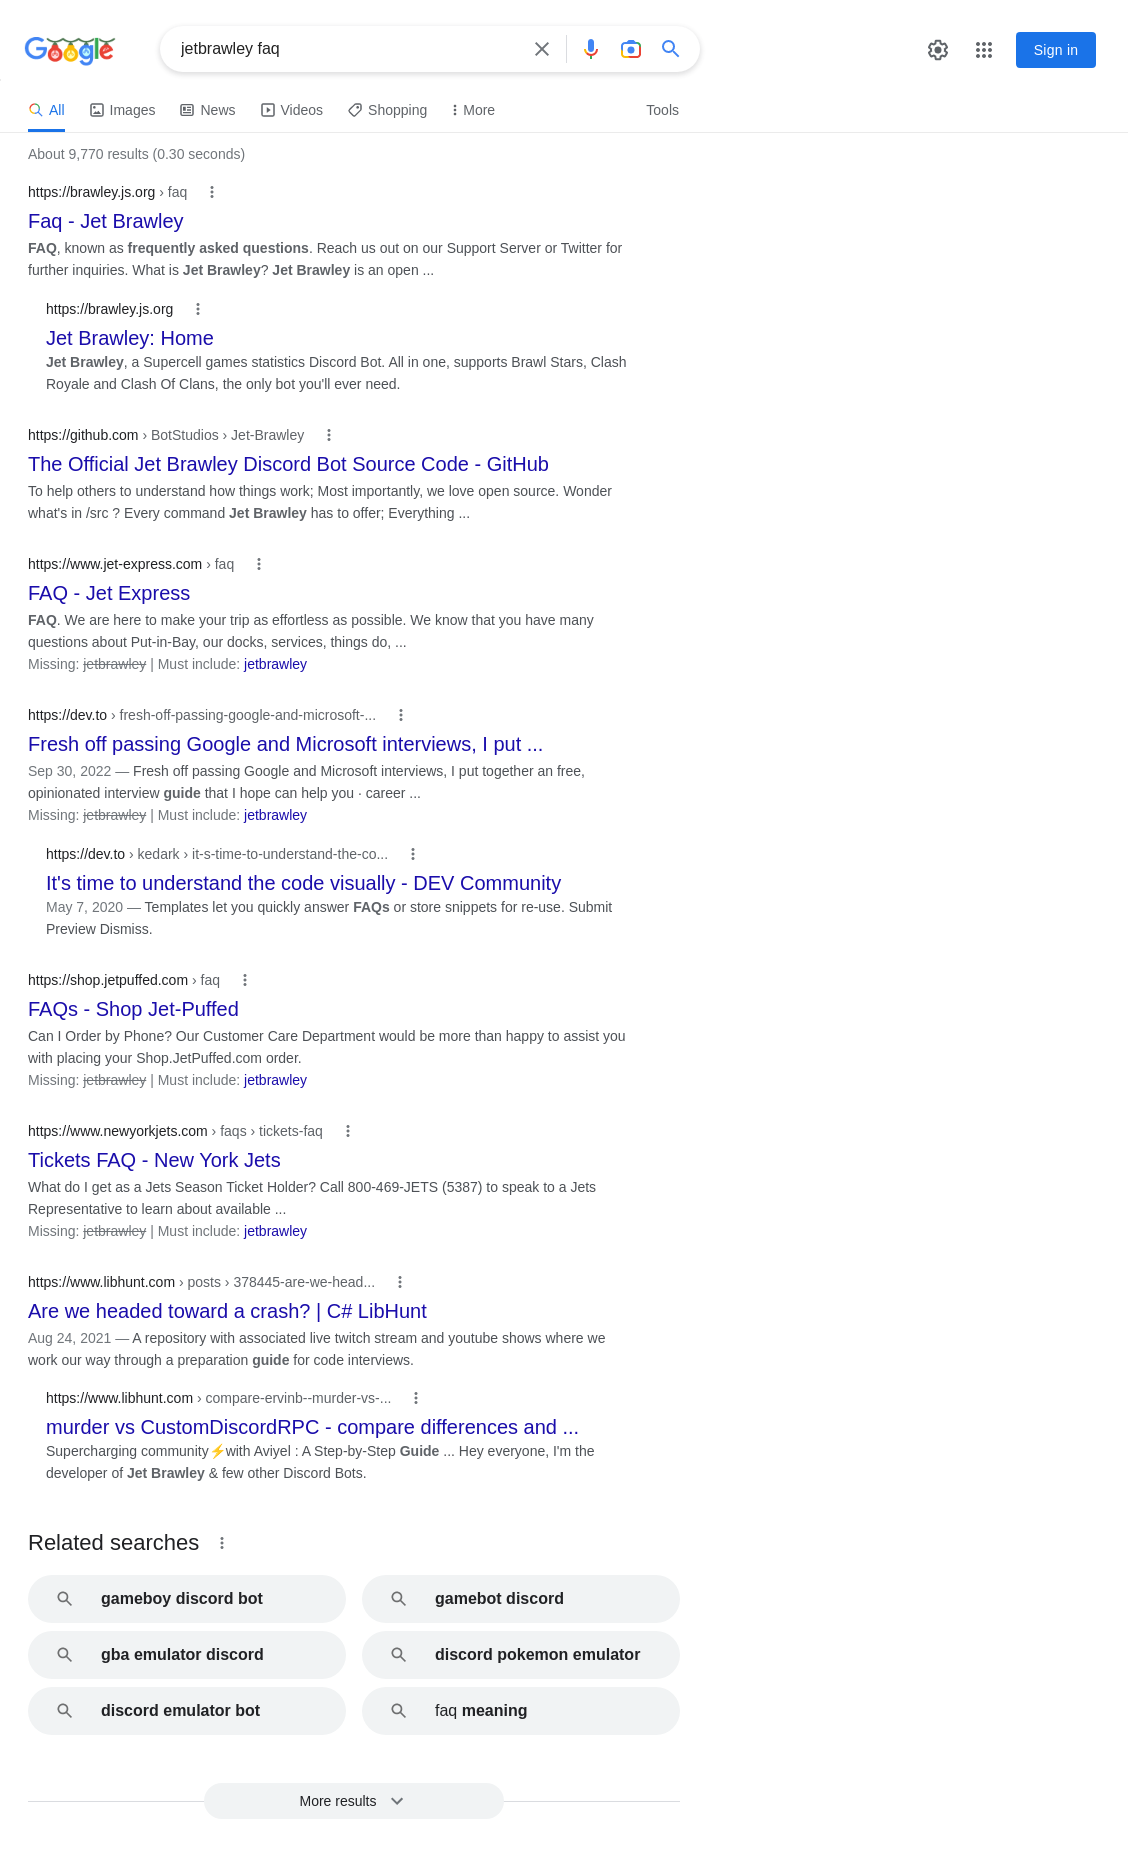 Google
jetbrawley faq
Sign in
All Images News Videos Shopping More Tools
About 9,770 results (0.30 seconds)
https://brawley.js.org › faq
Faq - Jet Brawley
FAQ, known as frequently asked questions. Reach us out on our Support Server or Twitter for
further inquiries. What is Jet Brawley? Jet Brawley is an open ...
https://brawley.js.org
Jet Brawley: Home
Jet Brawley, a Supercell games statistics Discord Bot. All in one, supports Brawl Stars, Clash
Royale and Clash Of Clans, the only bot you'll ever need.
https://github.com › BotStudios › Jet-Brawley
The Official Jet Brawley Discord Bot Source Code - GitHub
To help others to understand how things work; Most importantly, we love open source. Wonder
what's in /src ? Every command Jet Brawley has to offer; Everything ...
https://www.jet-express.com › faq
FAQ - Jet Express
FAQ. We are here to make your trip as effortless as possible. We know that you have many
questions about Put-in-Bay, our docks, services, things do, ...
Missing: jetbrawley | Must include: jetbrawley
https://dev.to › fresh-off-passing-google-and-microsoft-...
Fresh off passing Google and Microsoft interviews, I put ...
Sep 30, 2022 — Fresh off passing Google and Microsoft interviews, I put together an free,
opinionated interview guide that I hope can help you · career ...
Missing: jetbrawley | Must include: jetbrawley
https://dev.to › kedark › it-s-time-to-understand-the-co...
It's time to understand the code visually - DEV Community
May 7, 2020 — Templates let you quickly answer FAQs or store snippets for re-use. Submit
Preview Dismiss.
https://shop.jetpuffed.com › faq
FAQs - Shop Jet-Puffed
Can I Order by Phone? Our Customer Care Department would be more than happy to assist you
with placing your Shop.JetPuffed.com order.
Missing: jetbrawley | Must include: jetbrawley
https://www.newyorkjets.com › faqs › tickets-faq
Tickets FAQ - New York Jets
What do I get as a Jets Season Ticket Holder? Call 800-469-JETS (5387) to speak to a Jets
Representative to learn about available ...
Missing: jetbrawley | Must include: jetbrawley
https://www.libhunt.com › posts › 378445-are-we-head...
Are we headed toward a crash? | C# LibHunt
Aug 24, 2021 — A repository with associated live twitch stream and youtube shows where we
work our way through a preparation guide for code interviews.
https://www.libhunt.com › compare-ervinb--murder-vs-...
murder vs CustomDiscordRPC - compare differences and ...
Supercharging community⚡with Aviyel : A Step-by-Step Guide ... Hey everyone, I'm the
developer of Jet Brawley & few other Discord Bots.
Related searches
gameboy discord bot
gamebot discord
gba emulator discord
discord pokemon emulator
discord emulator bot
faq meaning
More results